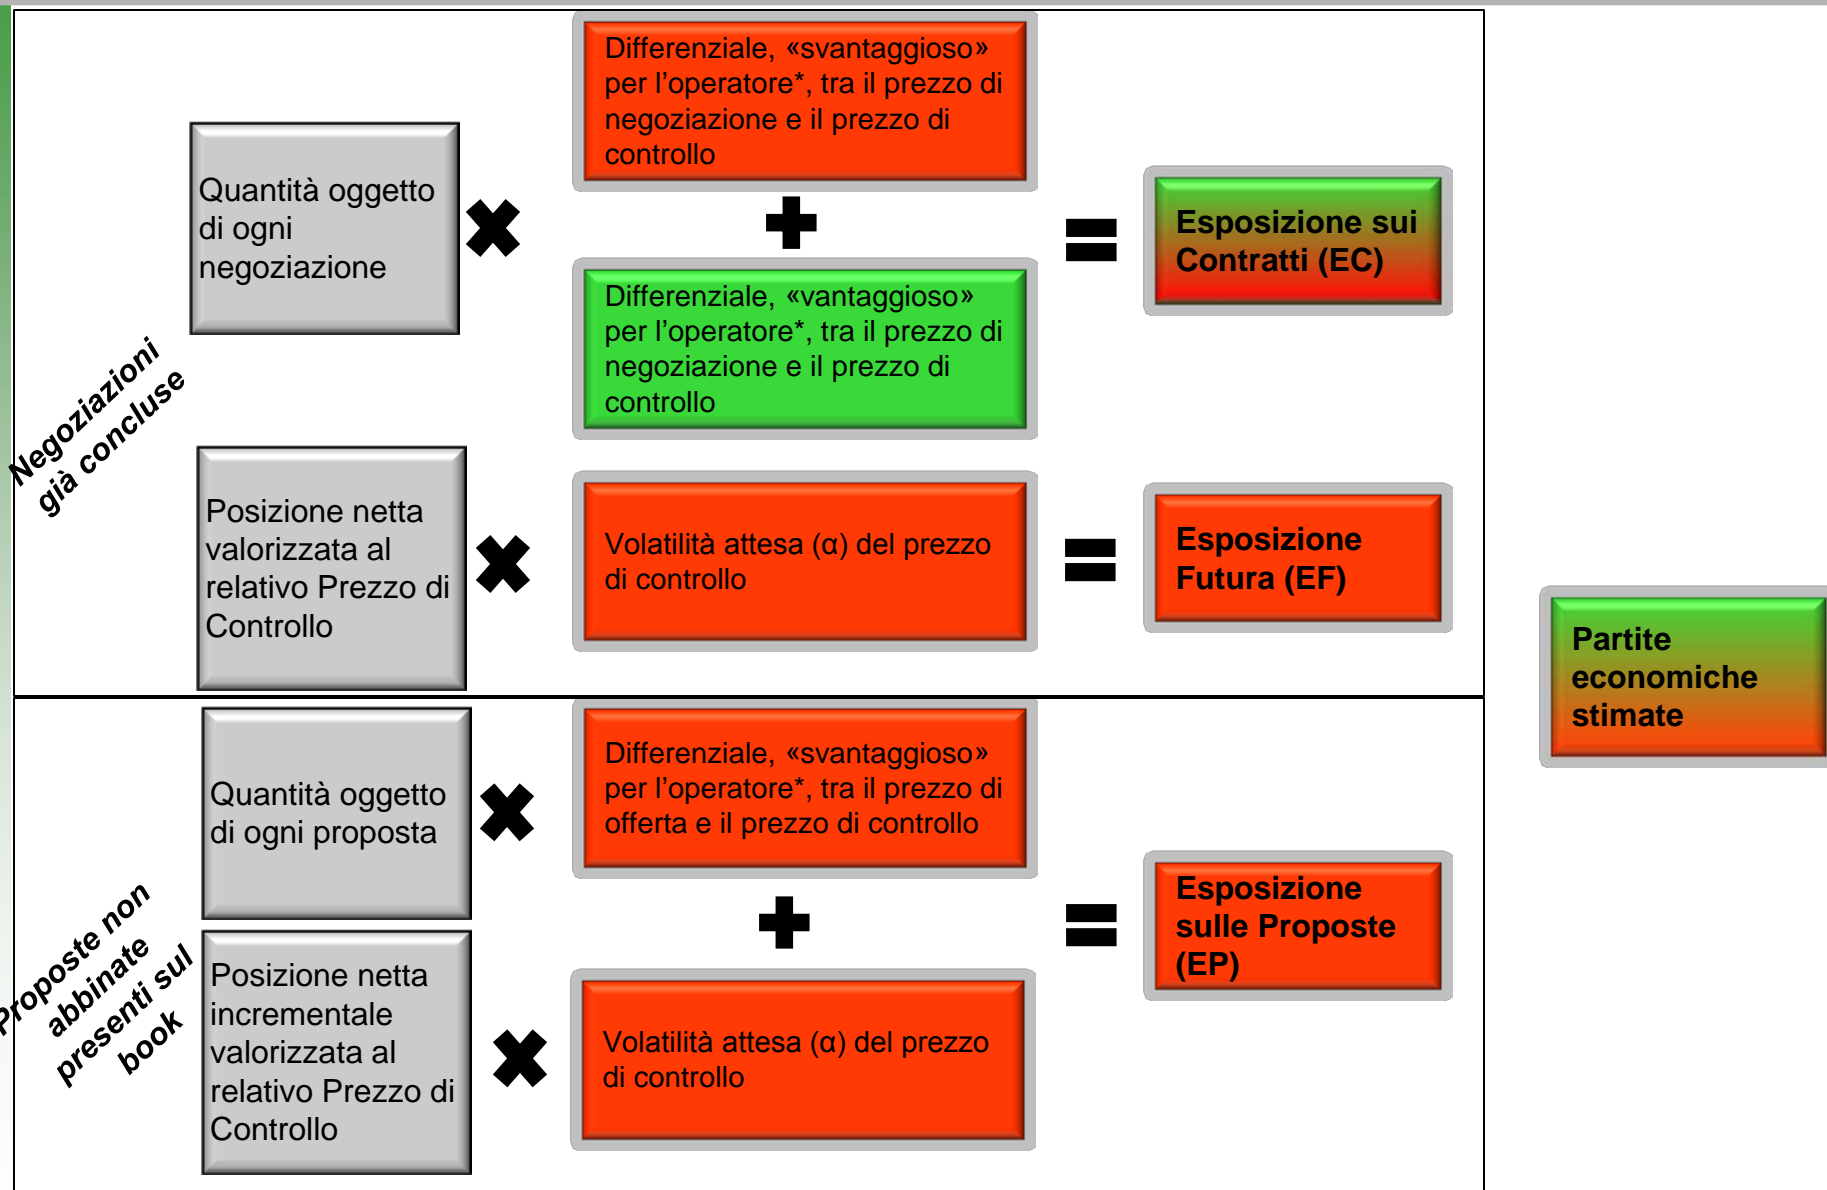 Negoziazioni
già concluse
Quantità oggetto
di ogni
negoziazione
Differenziale, «svantaggioso»
per l’operatore*, tra il prezzo di
negoziazione e il prezzo di
controllo
Differenziale, «vantaggioso»
per l’operatore*, tra il prezzo di
negoziazione e il prezzo di
controllo
Esposizione sui
Contratti (EC)
Posizione netta
valorizzata al
relativo Prezzo di
Controllo
Volatilità attesa (α) del prezzo
di controllo
Esposizione
Futura (EF)
Partite
economiche
stimate
Proposte non
abbinate
presenti sul
book
Quantità oggetto
di ogni proposta
Differenziale, «svantaggioso»
per l’operatore*, tra il prezzo di
offerta e il prezzo di controllo
Posizione netta
incrementale
valorizzata al
relativo Prezzo di
Controllo
Volatilità attesa (α) del prezzo
di controllo
Esposizione
sulle Proposte
(EP)